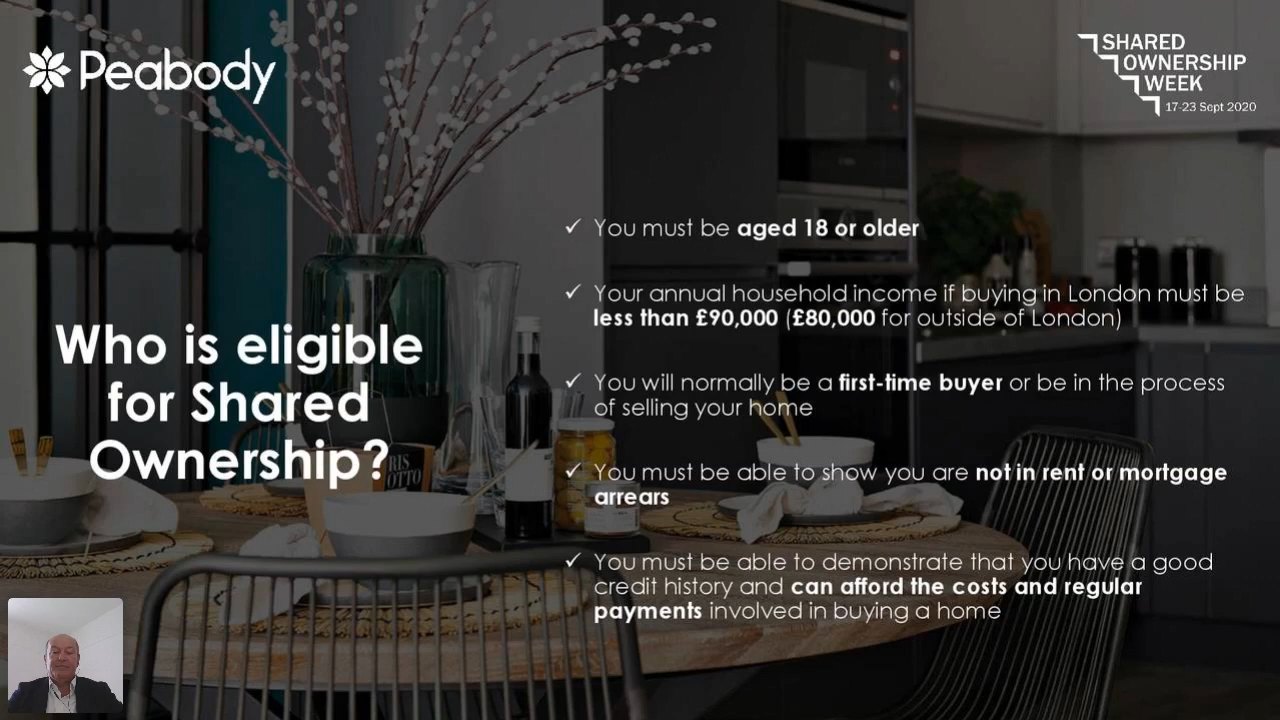 Peabody
SHARED
OWNERSHIP
WEEK
17-23 Sept 2020
Who is eligible
for Shared
Ownership?
✓ You must be aged 18 or older
✓ Your annual household income if buying in London must be
less than £90,000 (£80,000 for outside of London)
✓ You will normally be a first-time buyer or be in the process
of selling your home
✓ You must be able to show you are not in rent or mortgage
arrears
✓ You must be able to demonstrate that you have a good
credit history and can afford the costs and regular
payments involved in buying a home